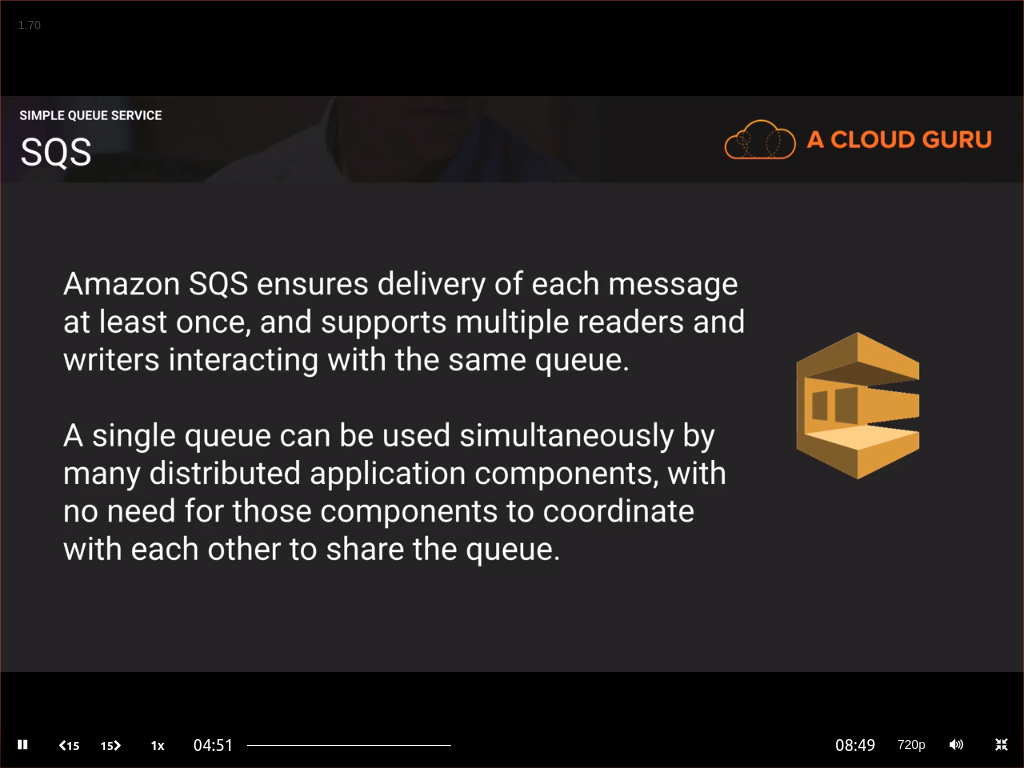 1.70
SIMPLE QUEUE SERVICE
SQS
A CLOUD GURU
Amazon SQS ensures delivery of each message
at least once, and supports multiple readers and
writers interacting with the same queue.
A single queue can be used simultaneously by
many distributed application components, with
no need for those components to coordinate
with each other to share the queue.
15 15 1x 04:51 08:49 720p